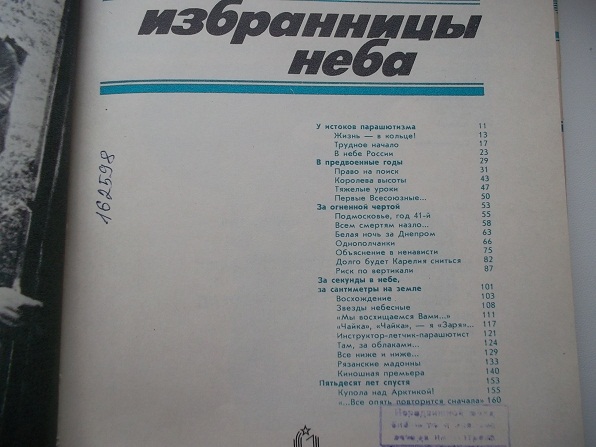 избранницы
неба
У истоков парашютизма 11
Жизнь — в кольце! 13
Трудное начало 17
В небе России 23
В предвоенные годы 29
Право на поиск 31
Королева высоты 43
Тяжелые уроки 47
Первые Всесоюзные... 50
За огненной чертой 53
Подмосковье, год 41-й 55
Всем смертям назло... 58
Белая ночь за Днепром 63
Однополчанки 66
Объяснение в ненависти 75
Долго будет Карелия сниться 82
Риск по вертикали 87
За секунды в небе,
за сантиметры на земле 101
Восхождение 103
Звезды небесные 108
«Мы восхищаемся Вами...» 111
«Чайка», «Чайка», — я «Заря»... 117
Инструктор-летчик-парашютист 121
Там, за облаками... 124
Все ниже и ниже... 129
Рязанские мадонны 133
Киношная премьера 140
Пятьдесят лет спустя 153
Купола над Арктикой! 155
«...Все опять повторится сначала» 160
162598